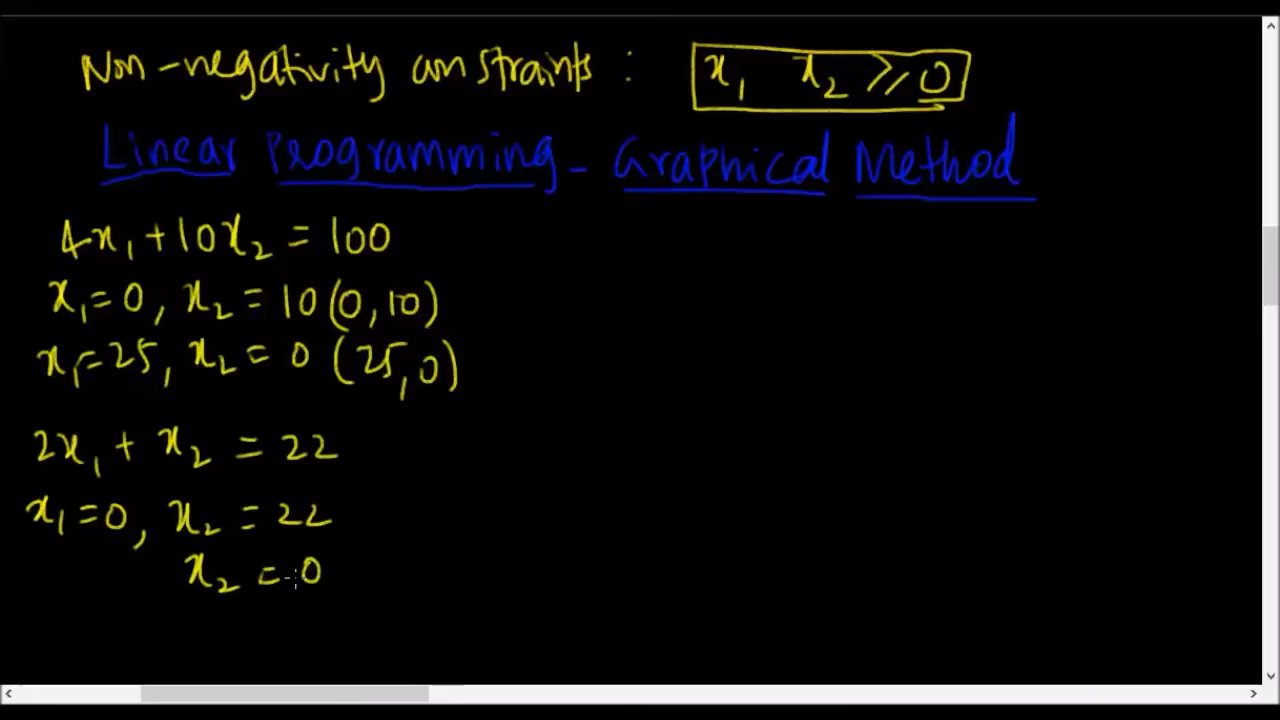 Non-negativity constraints : x₁ x₂ ≥ 0
Linear Programming - Graphical Method
4x₁ + 10x₂ = 100
x₁ = 0, x₂ = 10 (0, 10)
x₁ = 25, x₂ = 0 (25, 0)
2x₁ + x₂ = 22
x₁ = 0, x₂ = 22
x₂ = 0